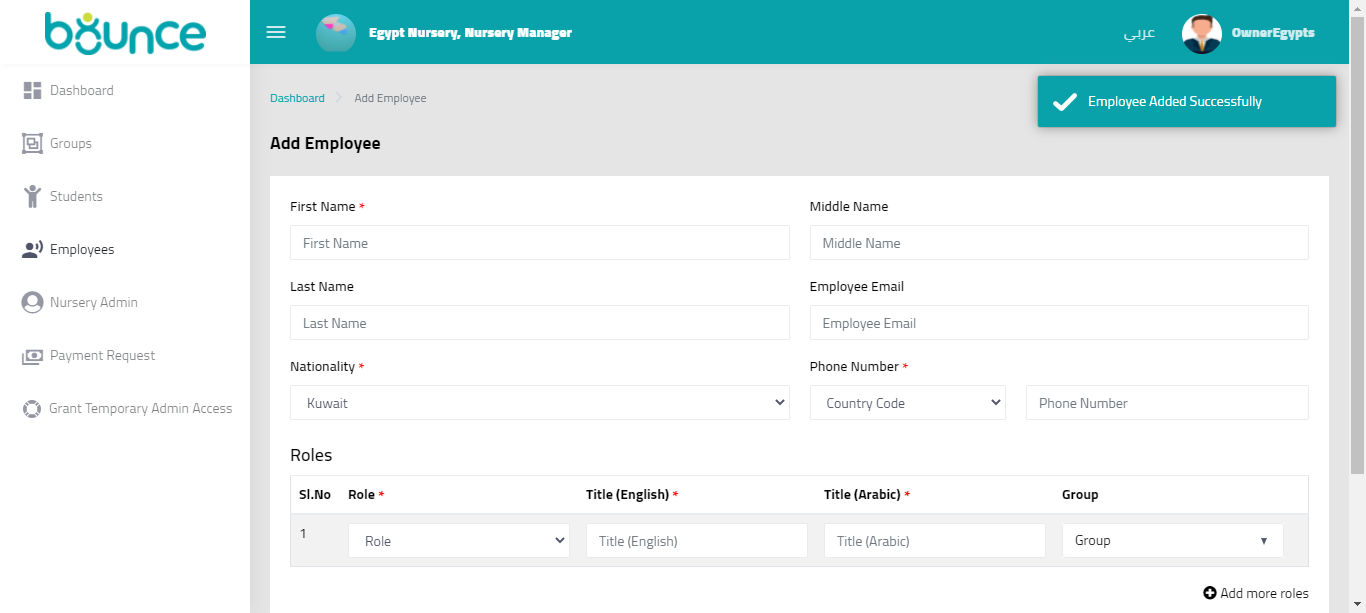 bounce
Egypt Nursery, Nursery Manager
عربي
OwnerEgypts
Dashboard
Groups
Students
Employees
Nursery Admin
Payment Request
Grant Temporary Admin Access
Dashboard > Add Employee
Employee Added Successfully
Add Employee
First Name *
Middle Name
First Name
Middle Name
Last Name
Employee Email
Last Name
Employee Email
Nationality *
Phone Number *
Kuwait
Country Code
Phone Number
Roles
Sl.No Role * Title (English) * Title (Arabic) * Group
1 Role Title (English) Title (Arabic) Group
Add more roles